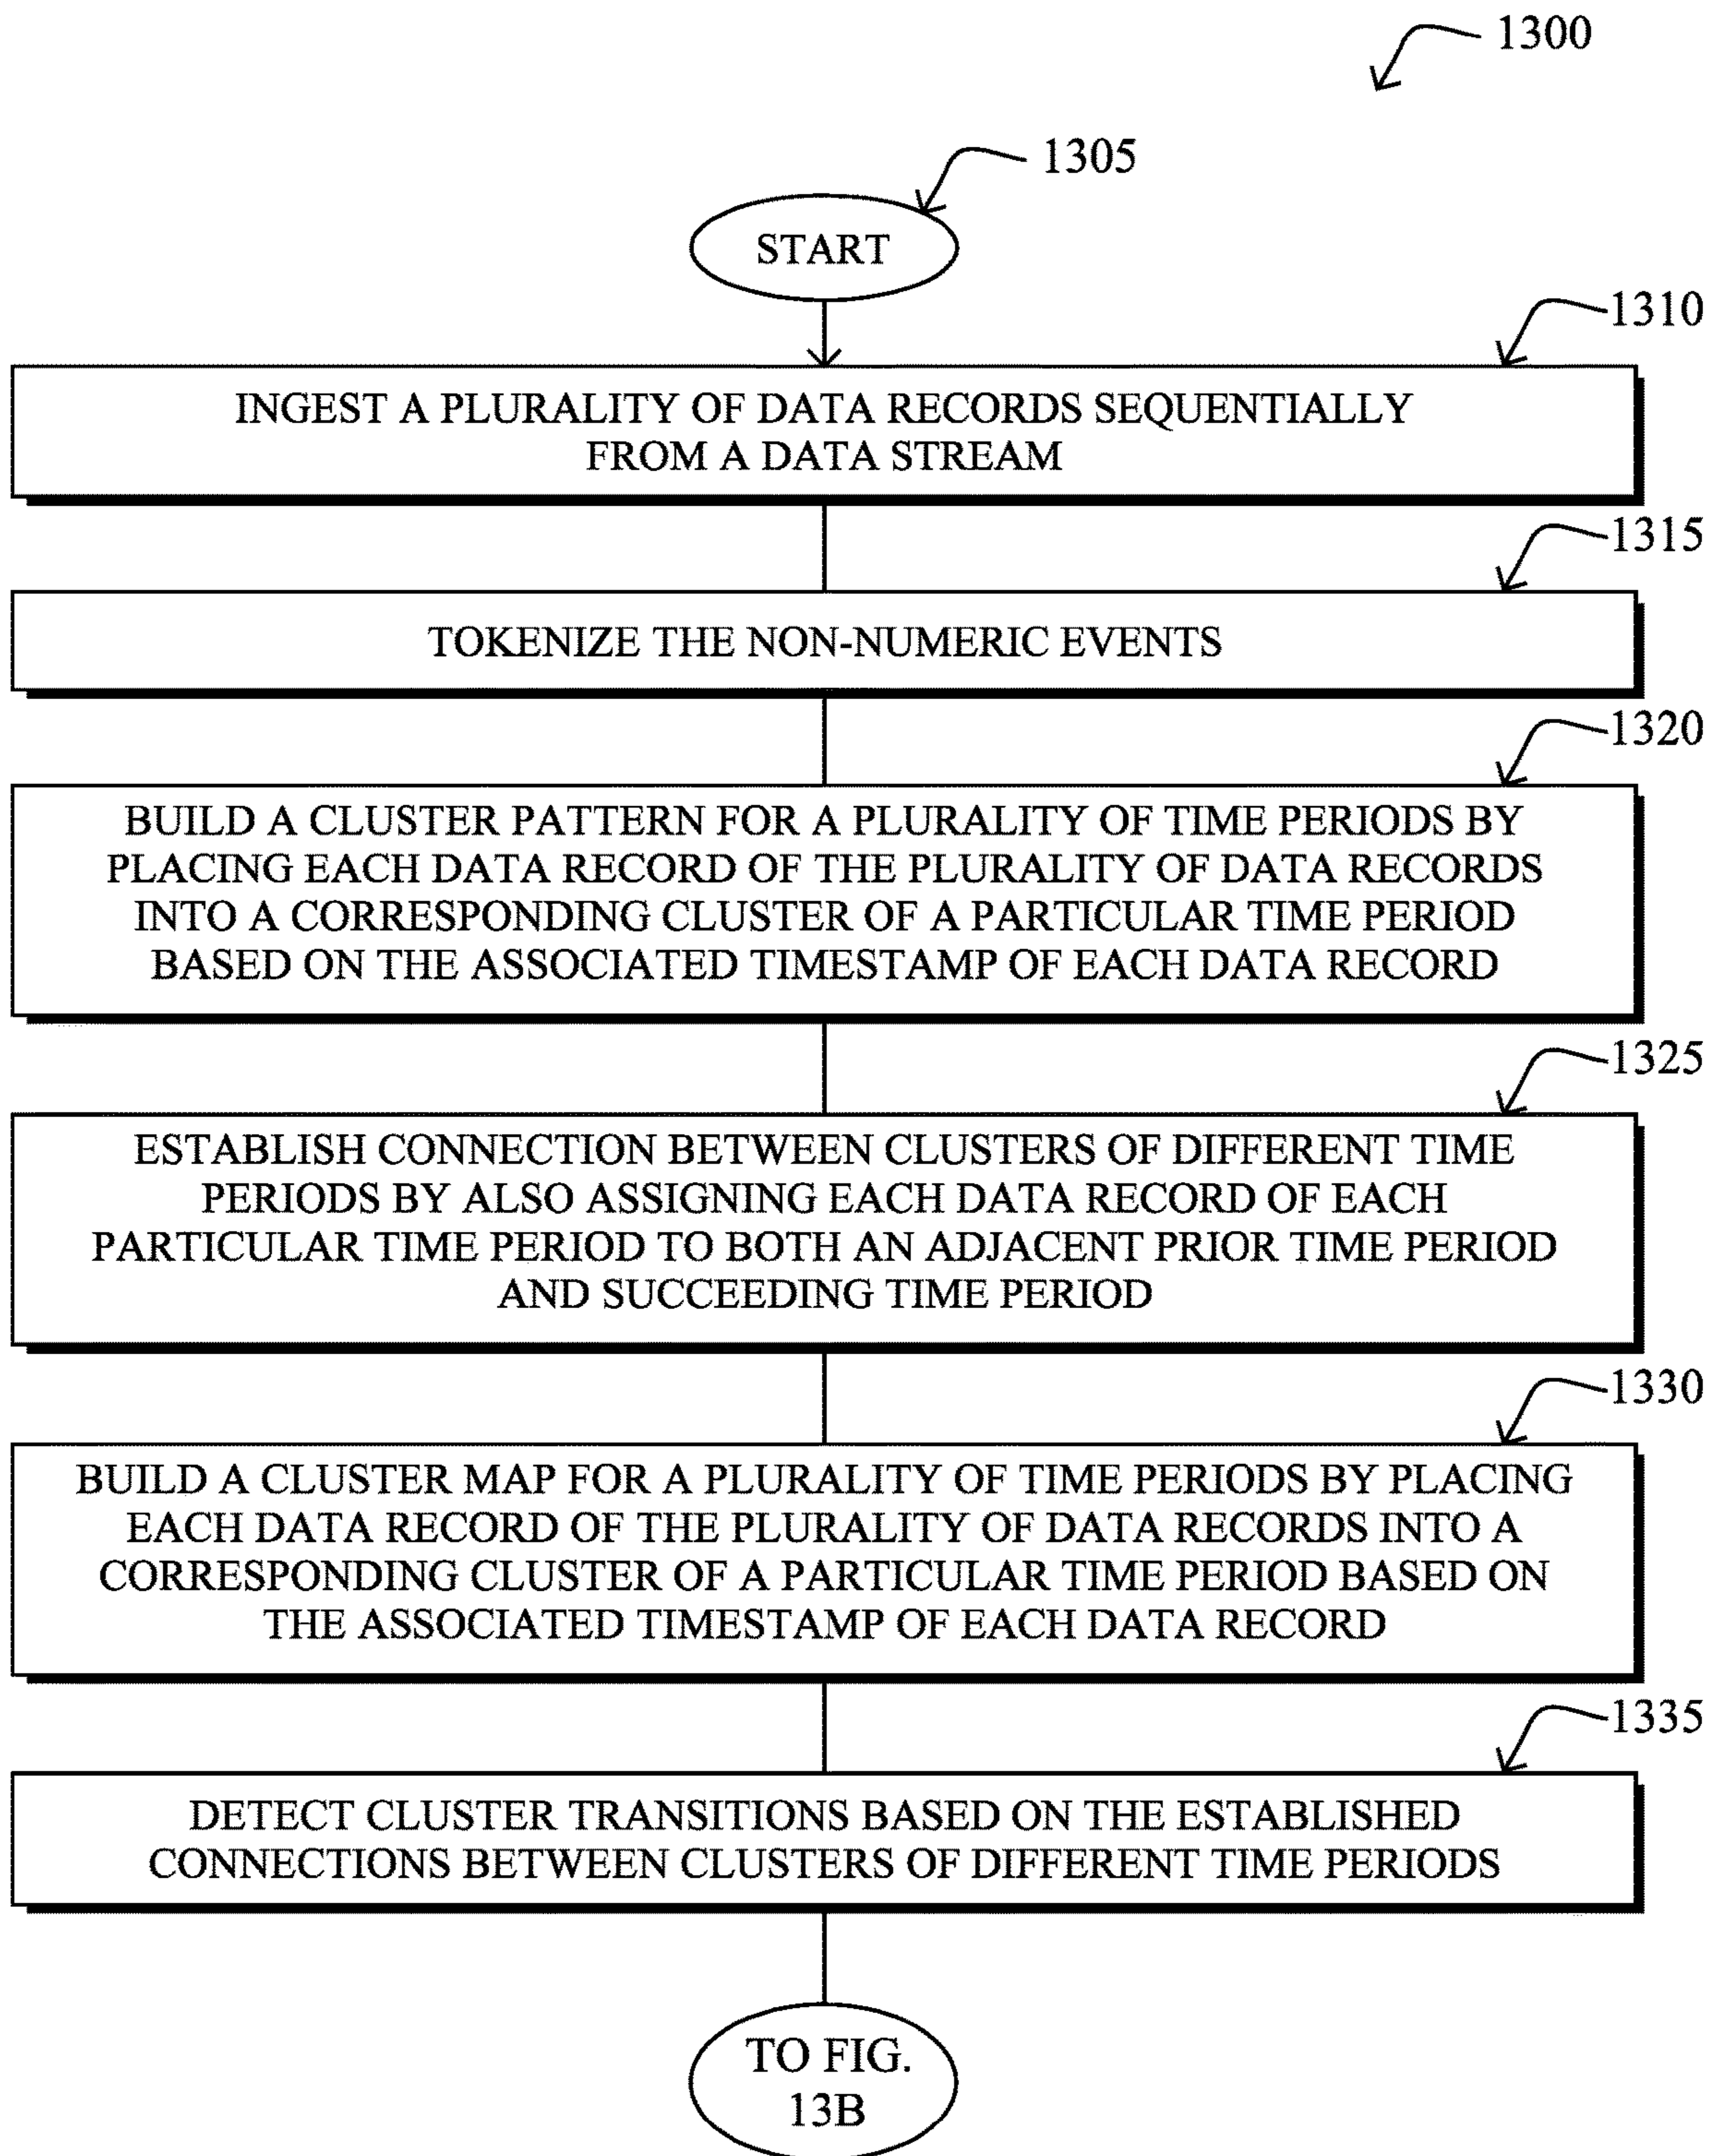 1300
1305
START
1310
INGEST A PLURALITY OF DATA RECORDS SEQUENTIALLY
FROM A DATA STREAM
1315
TOKENIZE THE NON-NUMERIC EVENTS
1320
BUILD A CLUSTER PATTERN FOR A PLURALITY OF TIME PERIODS BY
PLACING EACH DATA RECORD OF THE PLURALITY OF DATA RECORDS
INTO A CORRESPONDING CLUSTER OF A PARTICULAR TIME PERIOD
BASED ON THE ASSOCIATED TIMESTAMP OF EACH DATA RECORD
1325
ESTABLISH CONNECTION BETWEEN CLUSTERS OF DIFFERENT TIME
PERIODS BY ALSO ASSIGNING EACH DATA RECORD OF EACH
PARTICULAR TIME PERIOD TO BOTH AN ADJACENT PRIOR TIME PERIOD
AND SUCCEEDING TIME PERIOD
1330
BUILD A CLUSTER MAP FOR A PLURALITY OF TIME PERIODS BY PLACING
EACH DATA RECORD OF THE PLURALITY OF DATA RECORDS INTO A
CORRESPONDING CLUSTER OF A PARTICULAR TIME PERIOD BASED ON
THE ASSOCIATED TIMESTAMP OF EACH DATA RECORD
1335
DETECT CLUSTER TRANSITIONS BASED ON THE ESTABLISHED
CONNECTIONS BETWEEN CLUSTERS OF DIFFERENT TIME PERIODS
TO FIG.
13B